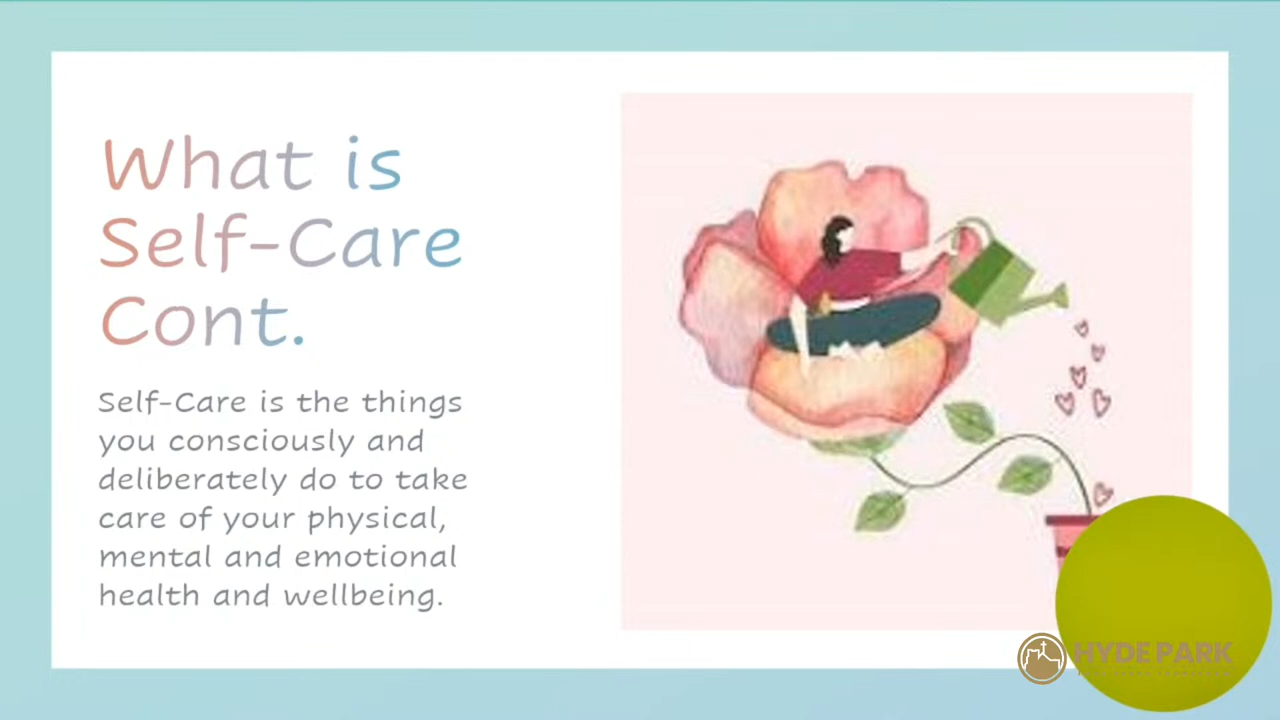 What is
Self-Care
Cont.
Self-Care is the things
you consciously and
deliberately do to take
care of your physical,
mental and emotional
health and wellbeing.
HYDE PARK